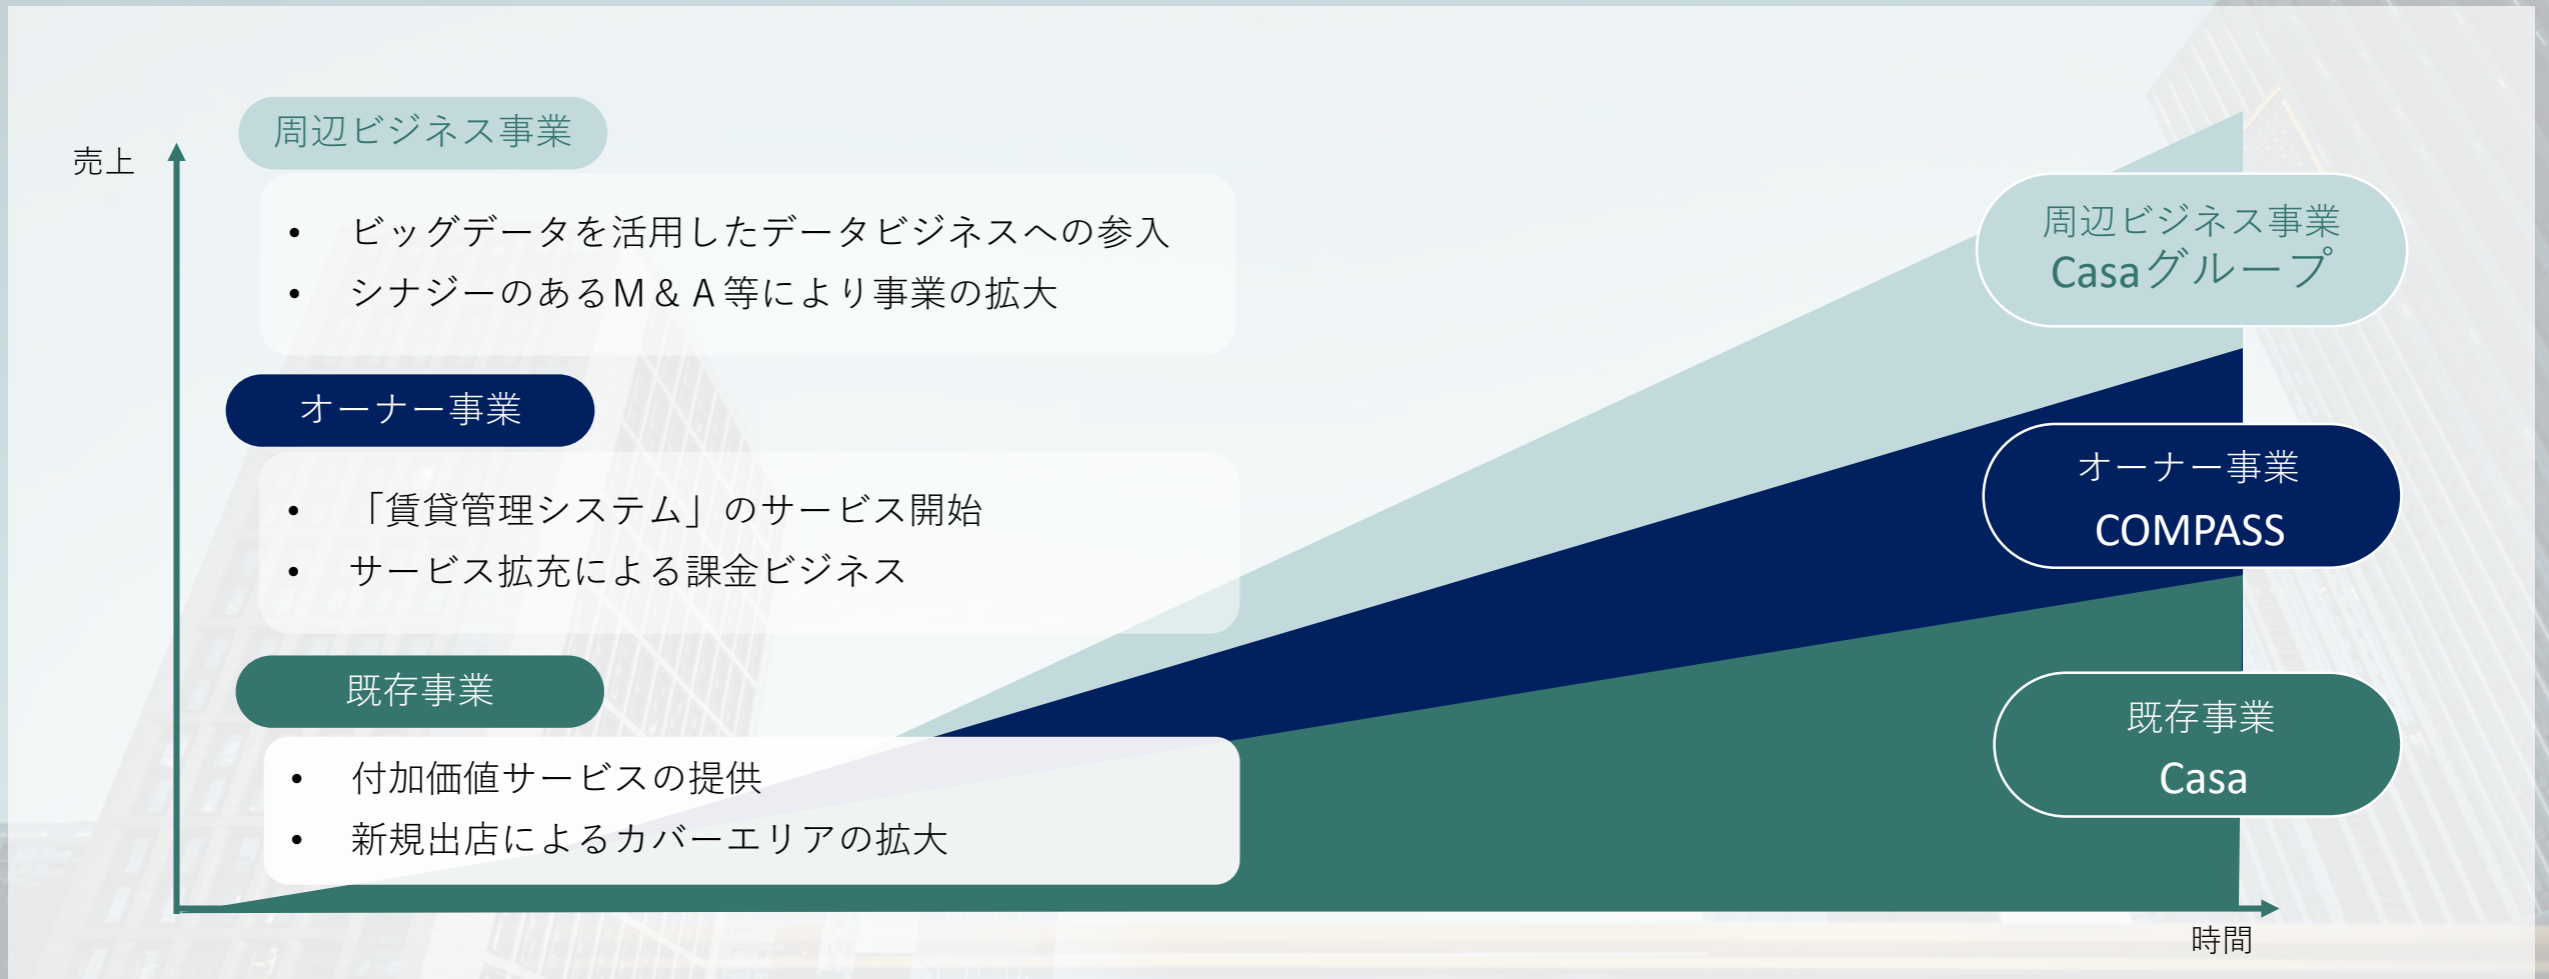 売上
周辺ビジネス事業
• ビッグデータを活用したデータビジネスへの参入
• シナジーのあるM＆A等により事業の拡大
オーナー事業
• 「賃貸管理システム」のサービス開始
• サービス拡充による課金ビジネス
既存事業
• 付加価値サービスの提供
• 新規出店によるカバーエリアの拡大
周辺ビジネス事業
Casaグループ
オーナー事業
COMPASS
既存事業
Casa
時間